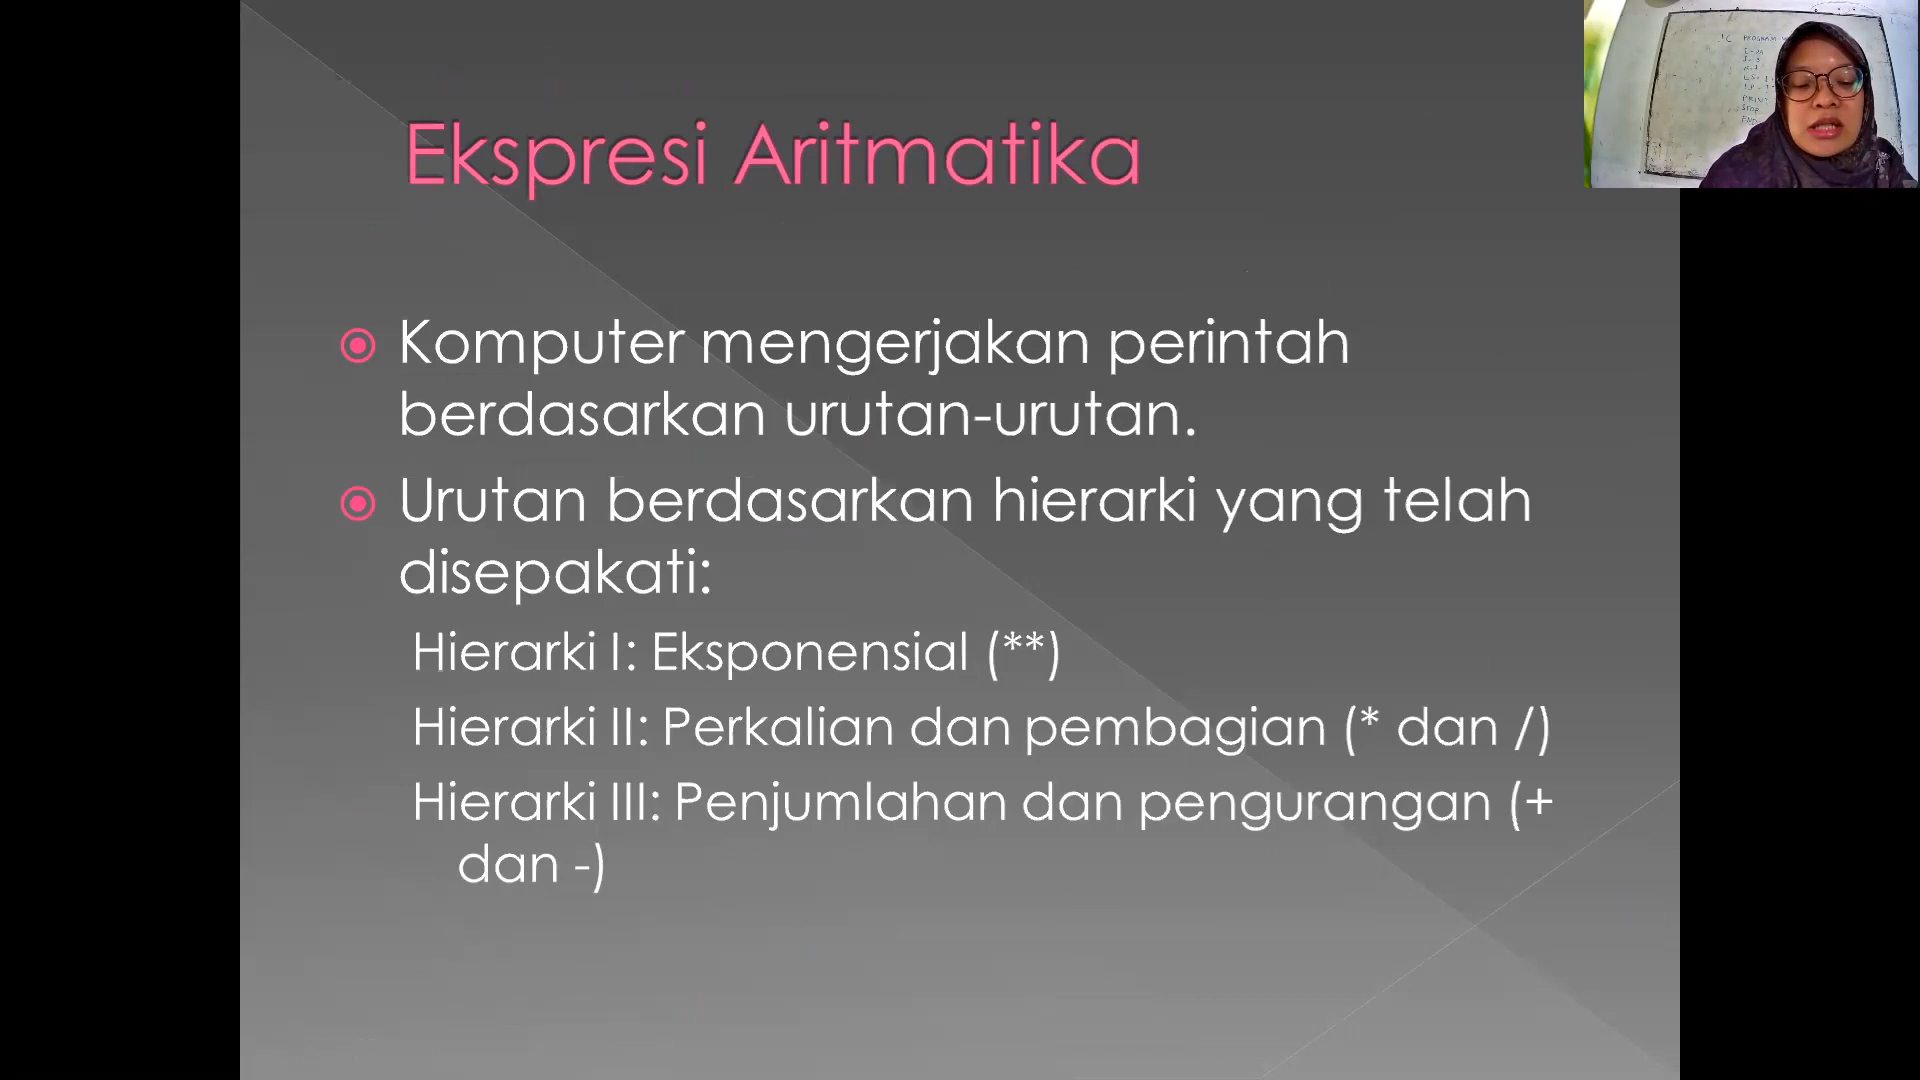 Ekspresi Aritmatika
Komputer mengerjakan perintah
berdasarkan urutan-urutan.
Urutan berdasarkan hierarki yang telah
disepakati:
Hierarki I: Eksponensial (**)
Hierarki II: Perkalian dan pembagian (* dan /)
Hierarki III: Penjumlahan dan pengurangan (+
dan -)